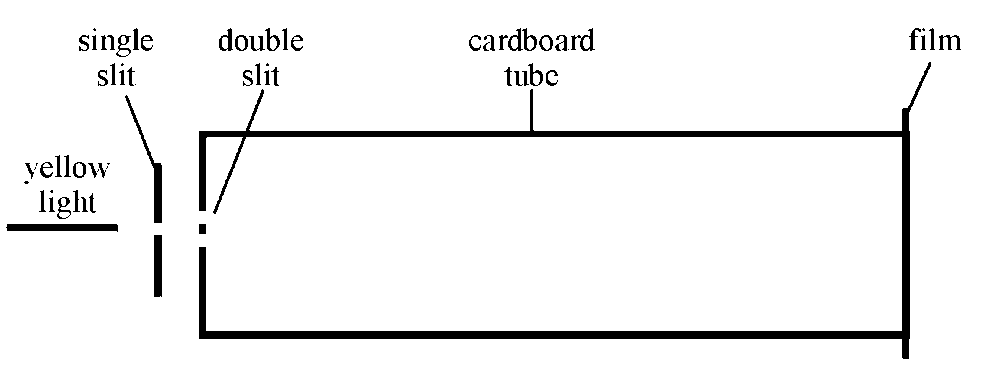 single
slit
double
slit
cardboard
tube
film
yellow
light